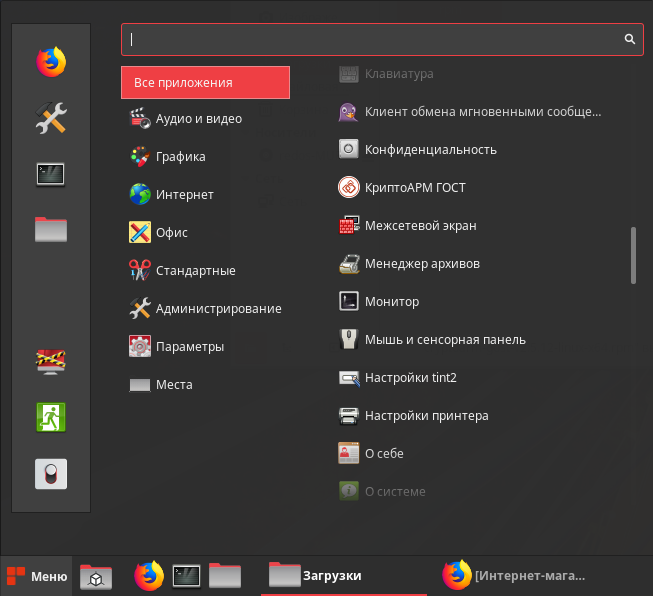 Все приложения
Аудио и видео
Графика
Интернет
Офис
Стандартные
Администрирование
Параметры
Места
Клавиатура
Клиент обмена мгновенными сообще...
Конфиденциальность
КриптоАРМ ГОСТ
Межсетевой экран
Менеджер архивов
Монитор
Мышь и сенсорная панель
Настройки tint2
Настройки принтера
О себе
О системе
Меню
Загрузки
[Интернет-мага...